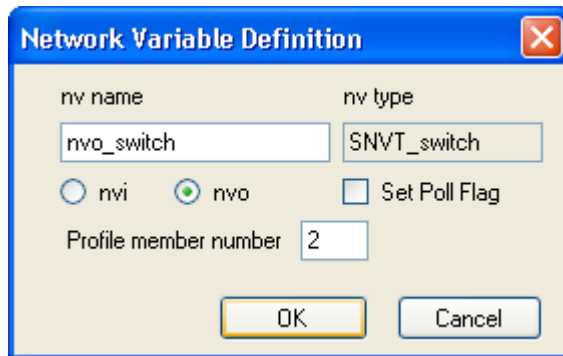 Network Variable Definition
nv name nv type
nvo_switch SNVT_switch
nvi nvo Set Poll Flag
Profile member number 2
OK Cancel